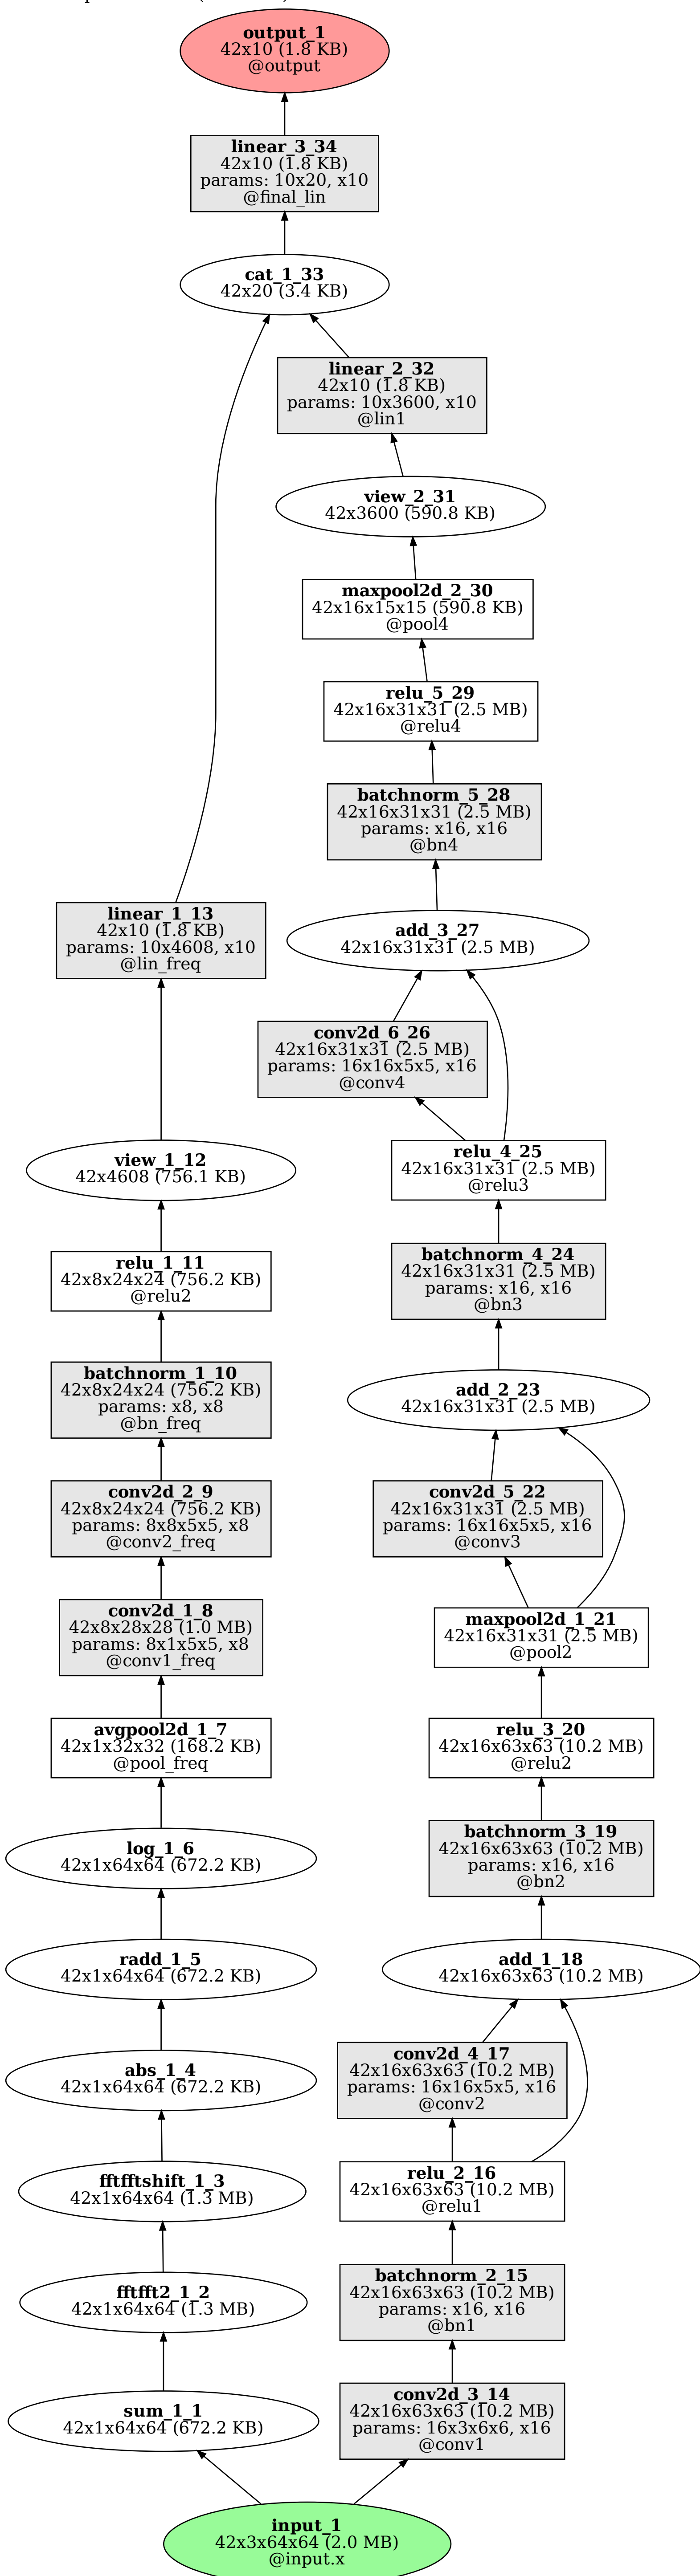 output_1
42x10 (1.8 KB)
@output
linear_3_34
42x10 (1.8 KB)
params: 10x20, x10
@final_lin
cat_1_33
42x20 (3.4 KB)
linear_2_32
42x10 (1.8 KB)
params: 10x3600, x10
@lin1
view_2_31
42x3600 (590.8 KB)
maxpool2d_2_30
42x16x15x15 (590.8 KB)
@pool4
relu_5_29
42x16x31x31 (2.5 MB)
@relu4
batchnorm_5_28
42x16x31x31 (2.5 MB)
params: x16, x16
@bn4
linear_1_13
42x10 (1.8 KB)
params: 10x4608, x10
@lin_freq
add_3_27
42x16x31x31 (2.5 MB)
conv2d_6_26
42x16x31x31 (2.5 MB)
params: 16x16x5x5, x16
@conv4
view_1_12
42x4608 (756.1 KB)
relu_4_25
42x16x31x31 (2.5 MB)
@relu3
relu_1_11
42x8x24x24 (756.2 KB)
@relu2
batchnorm_4_24
42x16x31x31 (2.5 MB)
params: x16, x16
@bn3
batchnorm_1_10
42x8x24x24 (756.2 KB)
params: x8, x8
@bn_freq
add_2_23
42x16x31x31 (2.5 MB)
conv2d_2_9
42x8x24x24 (756.2 KB)
params: 8x8x5x5, x8
@conv2_freq
conv2d_5_22
42x16x31x31 (2.5 MB)
params: 16x16x5x5, x16
@conv3
conv2d_1_8
42x8x28x28 (1.0 MB)
params: 8x1x5x5, x8
@conv1_freq
maxpool2d_1_21
42x16x31x31 (2.5 MB)
@pool2
avgpool2d_1_7
42x1x32x32 (168.2 KB)
@pool_freq
relu_3_20
42x16x63x63 (10.2 MB)
@relu2
log_1_6
42x1x64x64 (672.2 KB)
batchnorm_3_19
42x16x63x63 (10.2 MB)
params: x16, x16
@bn2
radd_1_5
42x1x64x64 (672.2 KB)
add_1_18
42x16x63x63 (10.2 MB)
abs_1_4
42x1x64x64 (672.2 KB)
conv2d_4_17
42x16x63x63 (10.2 MB)
params: 16x16x5x5, x16
@conv2
fftfftshift_1_3
42x1x64x64 (1.3 MB)
relu_2_16
42x16x63x63 (10.2 MB)
@relu1
fftfft2_1_2
42x1x64x64 (1.3 MB)
batchnorm_2_15
42x16x63x63 (10.2 MB)
params: x16, x16
@bn1
sum_1_1
42x1x64x64 (672.2 KB)
conv2d_3_14
42x16x63x63 (10.2 MB)
params: 16x3x6x6, x16
@conv1
input_1
42x3x64x64 (2.0 MB)
@input.x